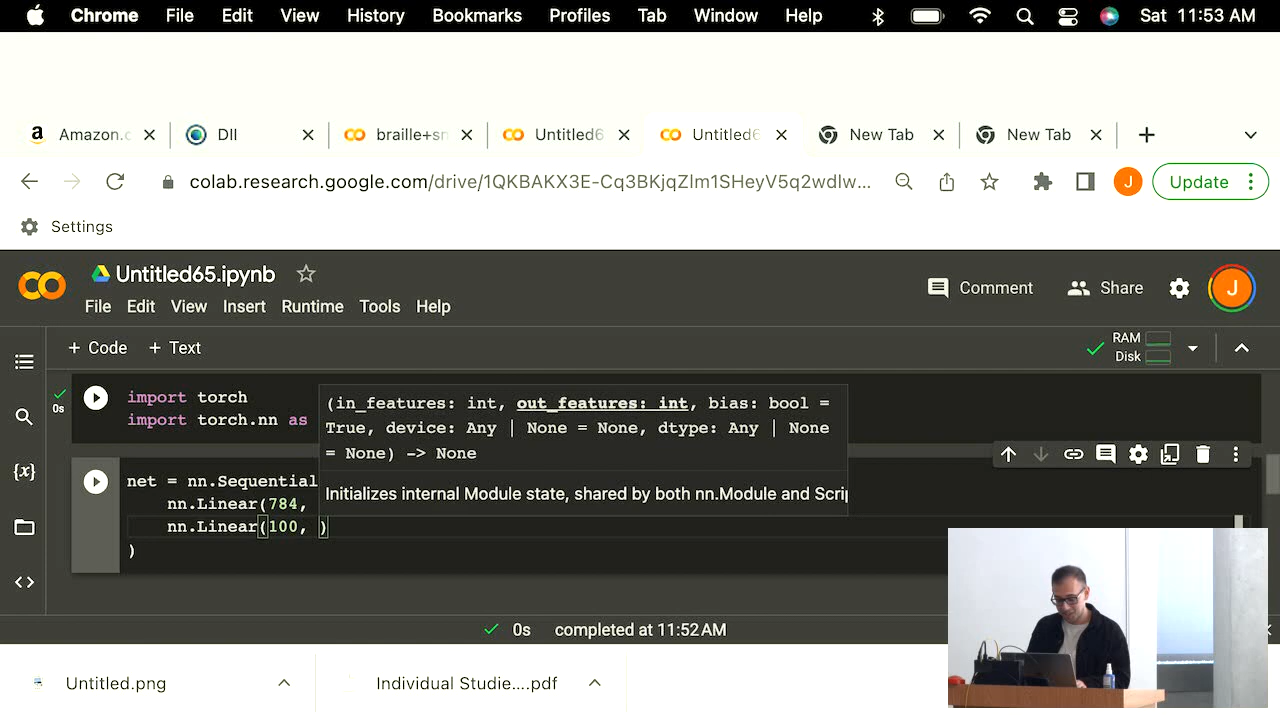 Chrome File Edit View History Bookmarks Profiles Tab Window Help Sat 11:53 AM
a Amazon.c DII braille+sn Untitled6 Untitled6 New Tab New Tab
colab.research.google.com/drive/1QKBAKX3E-Cq3BKjqZlm1SHeyV5q2wdlw... J Update
Settings
Untitled65.ipynb
File Edit View Insert Runtime Tools Help
Comment Share J
+ Code + Text
RAM
Disk
0s
import torch
import torch.nn as
(in_features: int, out_features: int, bias: bool =
True, device: Any | None = None, dtype: Any | None
= None) -> None
Initializes internal Module state, shared by both nn.Module and Scrip
{x}
net = nn.Sequential
nn.Linear(784,
nn.Linear(100, )
)
0s completed at 11:52 AM
Untitled.png Individual Studie....pdf